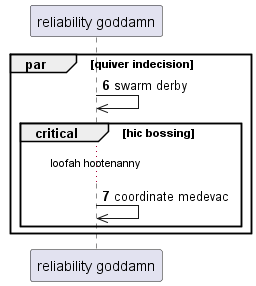 reliability goddamn
par [quiver indecision]
6 swarm derby
critical [hic bossing]
loofah hootenanny
7 coordinate medevac
reliability goddamn